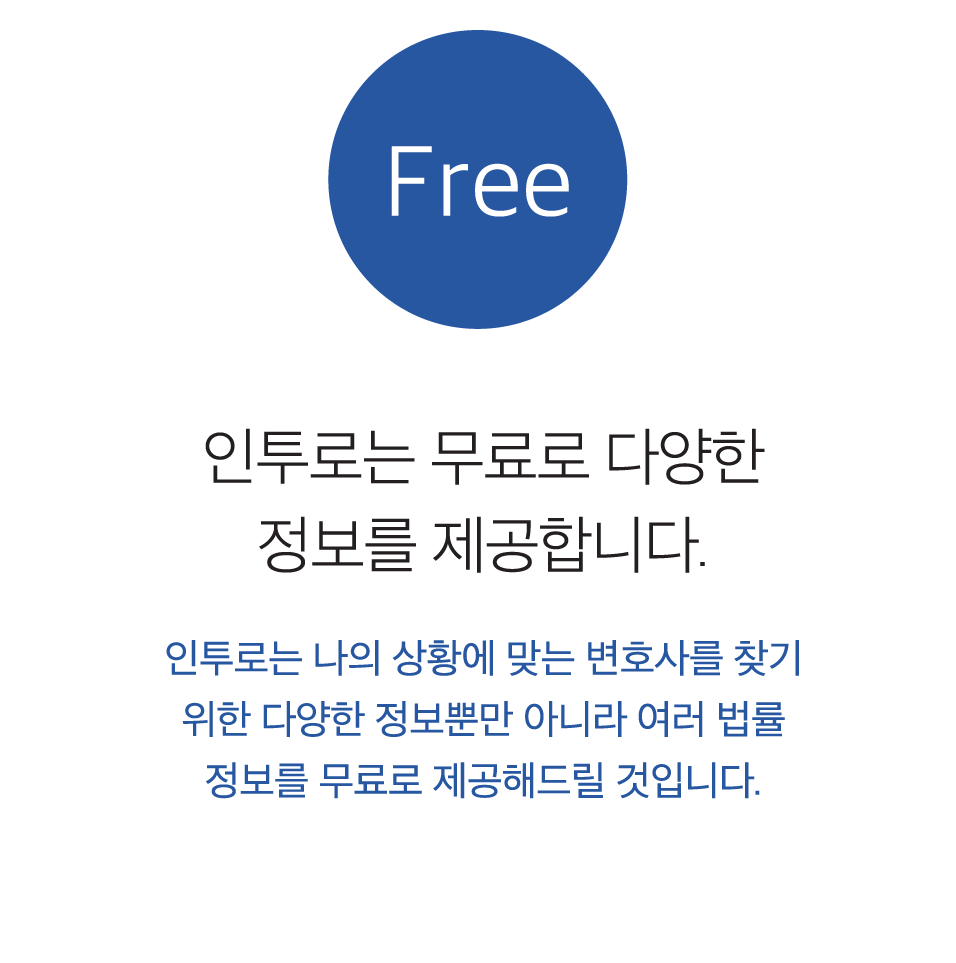 Free
인투로는 무료로 다양한
정보를 제공합니다.
인투로는 나의 상황에 맞는 변호사를 찾기
위한 다양한 정보뿐만 아니라 여러 법률
정보를 무료로 제공해드릴 것입니다.